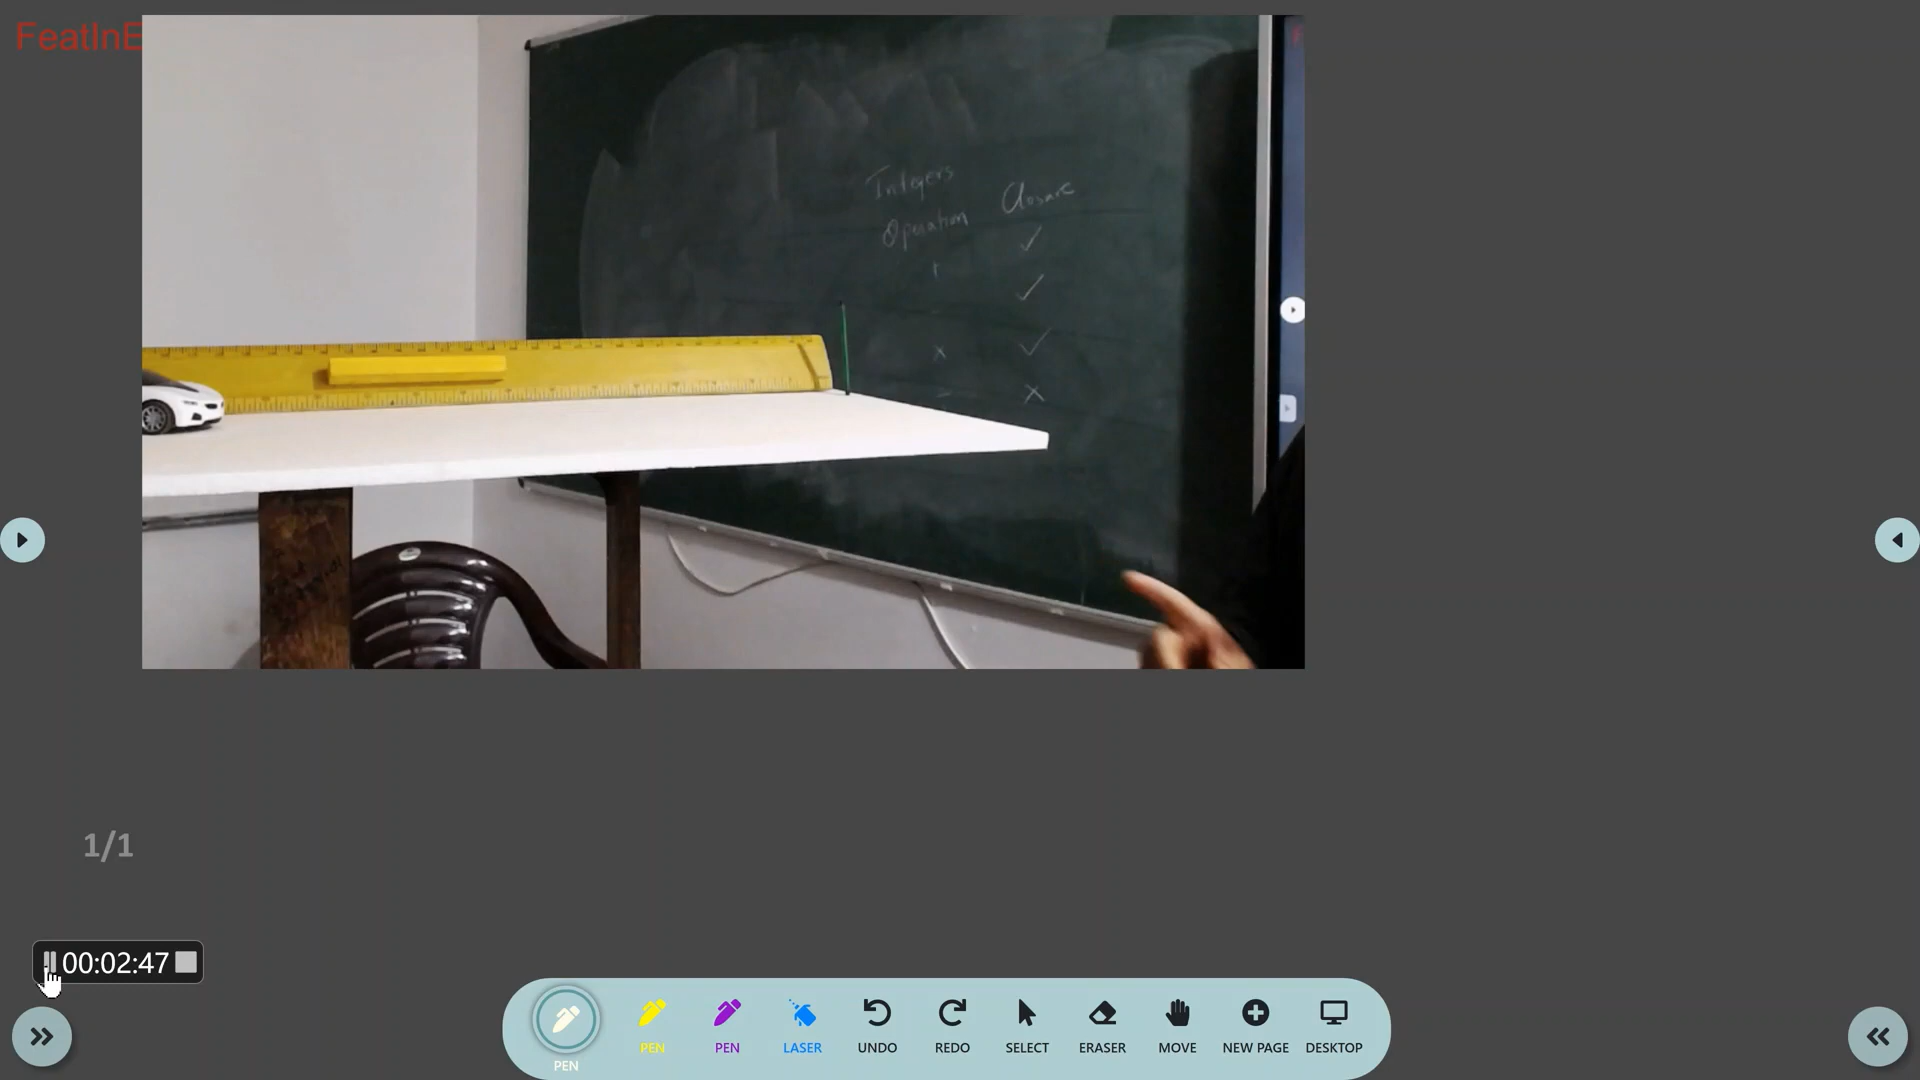 FeatInE
Integers
Operation Closure
+ ✓
- ✓
× ✓
÷ ×
1/1
00:02:47
PEN
PEN
PEN
LASER
UNDO
REDO
SELECT
ERASER
MOVE
NEW PAGE
DESKTOP